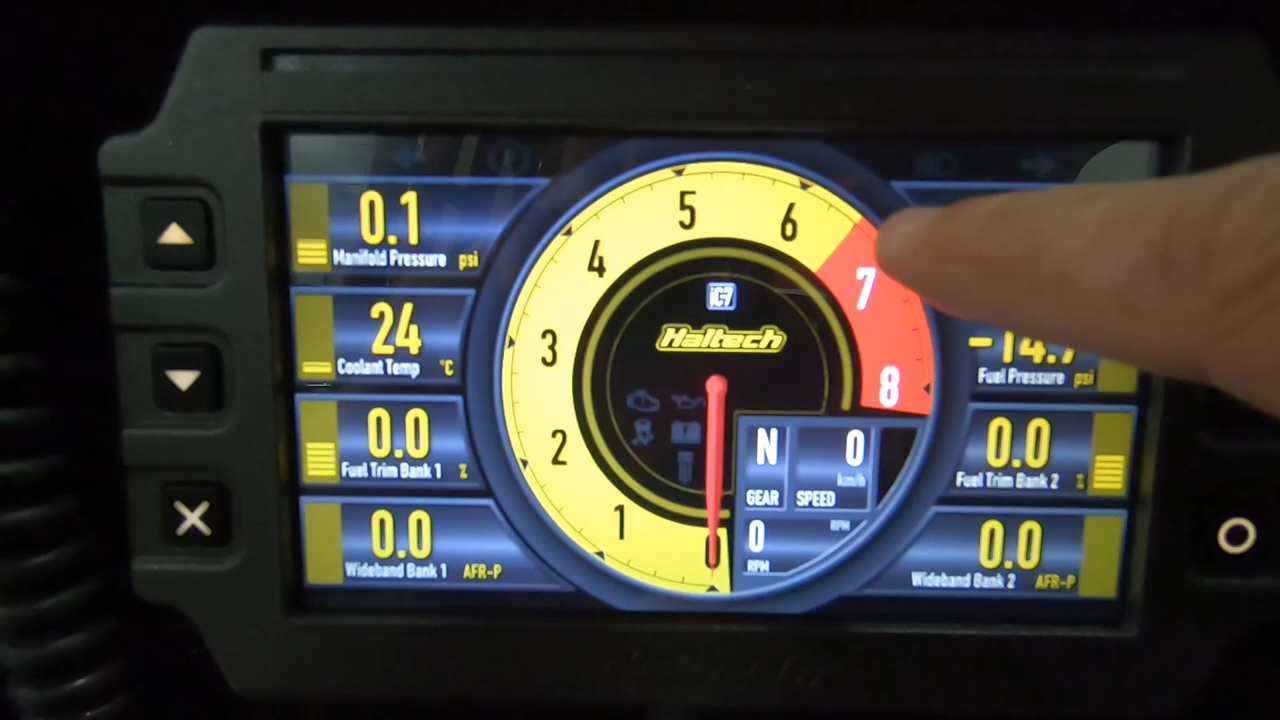 0.1
Manifold Pressure psi
24
Coolant Temp °C
0.0
Fuel Trim Bank 1 %
0.0
Wideband Bank 1 AFR-P
0
1
2
3
4
5
6
7
8
iC-7
Haltech
N
GEAR
0
km/h
SPEED
0
RPM
RPM
Fuel Pressure psi
0.0
Fuel Trim Bank 2 %
0.0
Wideband Bank 2 AFR-P